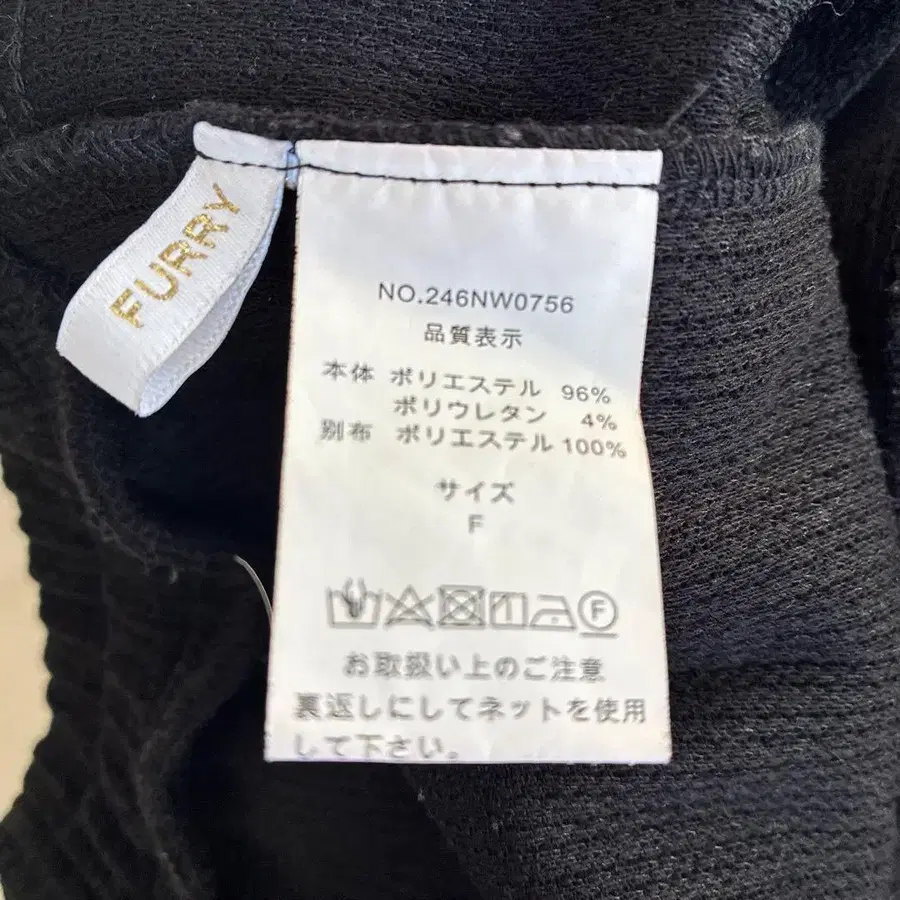 FURRY
NO.246NW0756
品質表示
本体 ポリエステル 96%
ポリウレタン 4%
別布 ポリエステル 100%
サイズ
F
F
お取扱い上のご注意
裏返しにしてネットを使用
して下さい。